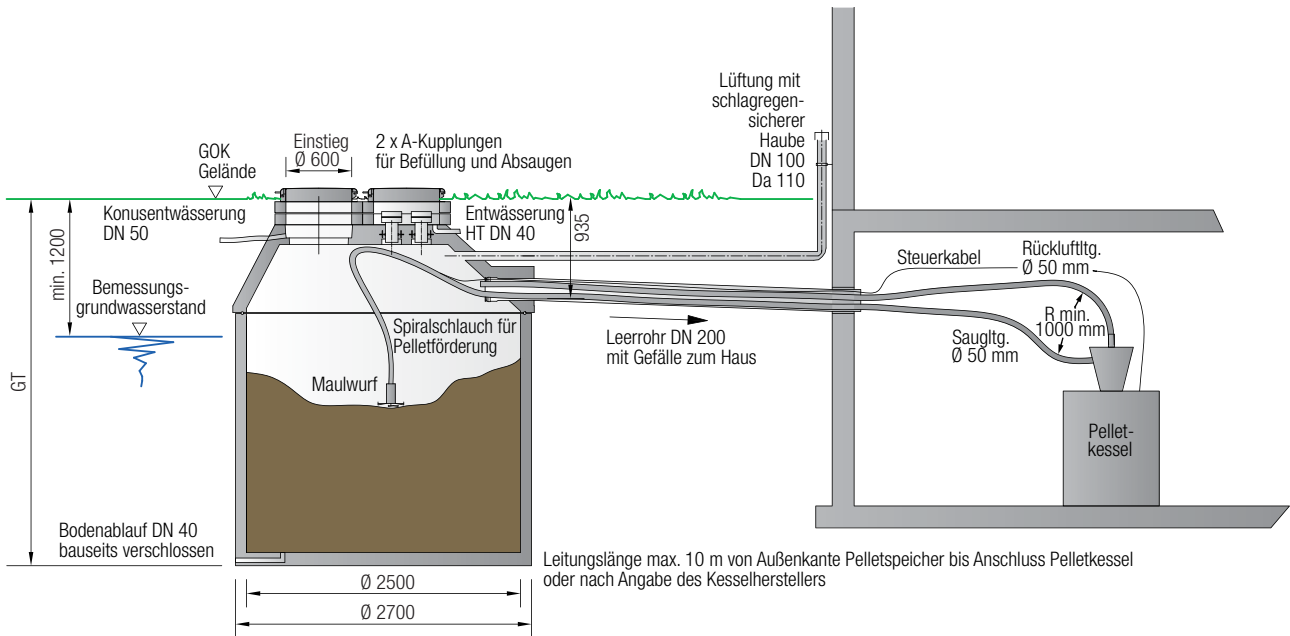 Lüftung mit
schlagregen-
sicherer
Haube
DN 100
Da 110
GOK
Gelände
Einstieg
Ø 600
2 x A-Kupplungen
für Befüllung und Absaugen
Konusentwässerung
DN 50
Entwässerung
HT DN 40
935
min. 1200
Bemessungs-
grundwasserstand
Steuerkabel
Rückluftltg.
Ø 50 mm
R min.
1000 mm
Saugltg.
Ø 50 mm
Spiralschlauch für
Pelletförderung
Leerrohr DN 200
mit Gefälle zum Haus
Maulwurf
GT
Pellet-
kessel
Bodenablauf DN 40
bauseits verschlossen
Leitungslänge max. 10 m von Außenkante Pelletspeicher bis Anschluss Pelletkessel
oder nach Angabe des Kesselherstellers
Ø 2500
Ø 2700